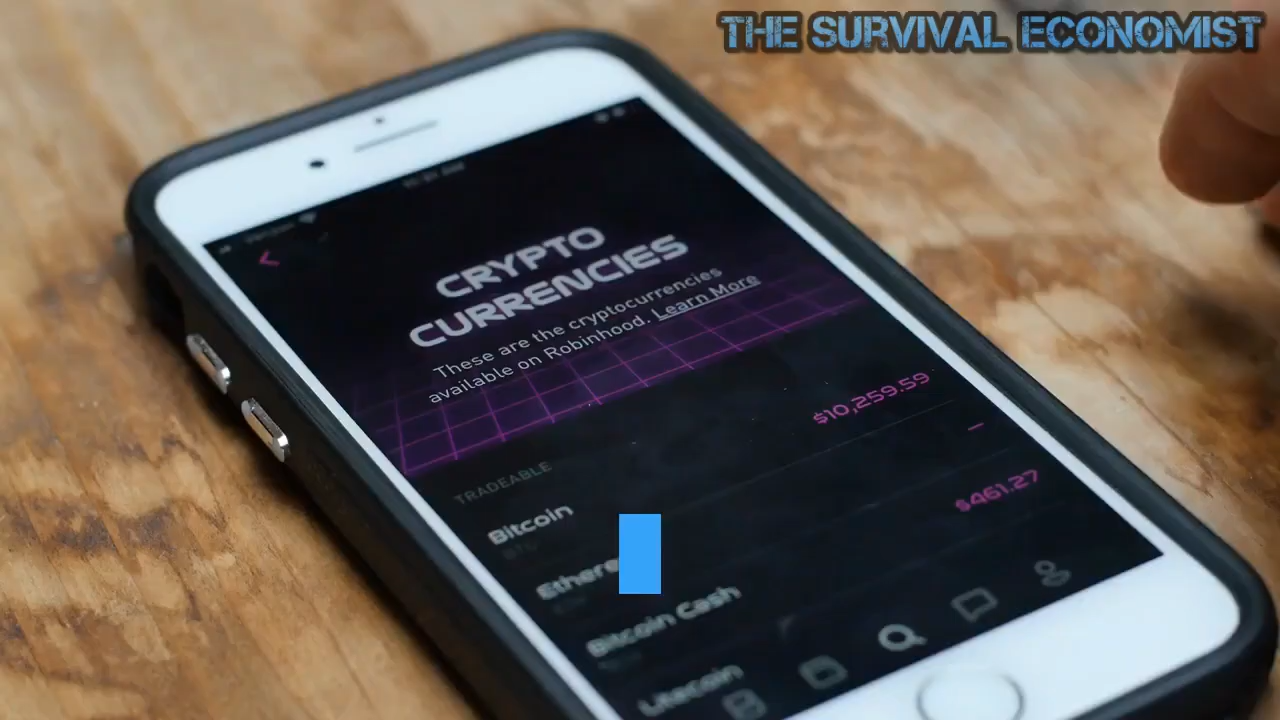 THE SURVIVAL ECONOMIST
CRYPTO
CURRENCIES
These are the cryptocurrencies
available on Robinhood. Learn More
TRADEABLE
Bitcoin
$10,259.59
$461.27
Bitcoin Cash
Litecoin